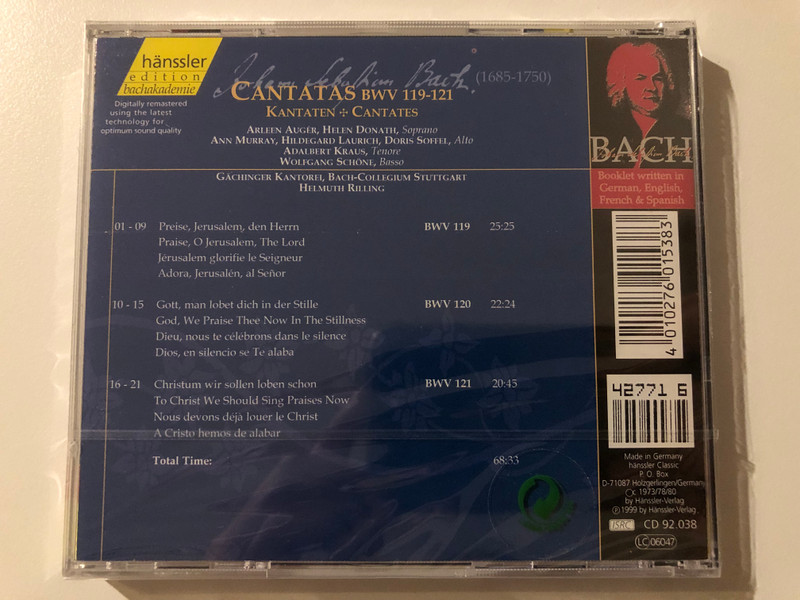 hänssler
edition
bachakademie
Digitally remastered
using the latest
technology for
optimum sound quality
Johann Sebastian Bach (1685-1750)
CANTATAS BWV 119-121
KANTATEN ✢ CANTATES
ARLEEN AUGÉR, HELEN DONATH, Soprano
ANN MURRAY, HILDEGARD LAURICH, DORIS SOFFEL, Alto
ADALBERT KRAUS, Tenore
WOLFGANG SCHÖNE, Basso
GÄCHINGER KANTOREI, BACH-COLLEGIUM STUTTGART
HELMUTH RILLING
01 - 09 Preise, Jerusalem, den Herrn BWV 119 25:25
Praise, O Jerusalem, The Lord
Jérusalem glorifie le Seigneur
Adora, Jerusalén, al Señor
10 - 15 Gott, man lobet dich in der Stille BWV 120 22:24
God, We Praise Thee Now In The Stillness
Dieu, nous te célébrons dans le silence
Dios, en silencio se Te alaba
16 - 21 Christum wir sollen loben schon BWV 121 20:45
To Christ We Should Sing Praises Now
Nous devons déjà louer le Christ
A Cristo hemos de alabar
Total Time: 68:33
BACH
Booklet written in
German, English,
French & Spanish
4 010276 015383
42771 6
Made in Germany
hänssler Classic
P. O. Box
D-71087 Holzgerlingen/Germany
1973/78/80
by Hänssler-Verlag
℗ 1999 by Hänssler-Verlag
ISRC CD 92.038
LC 06047